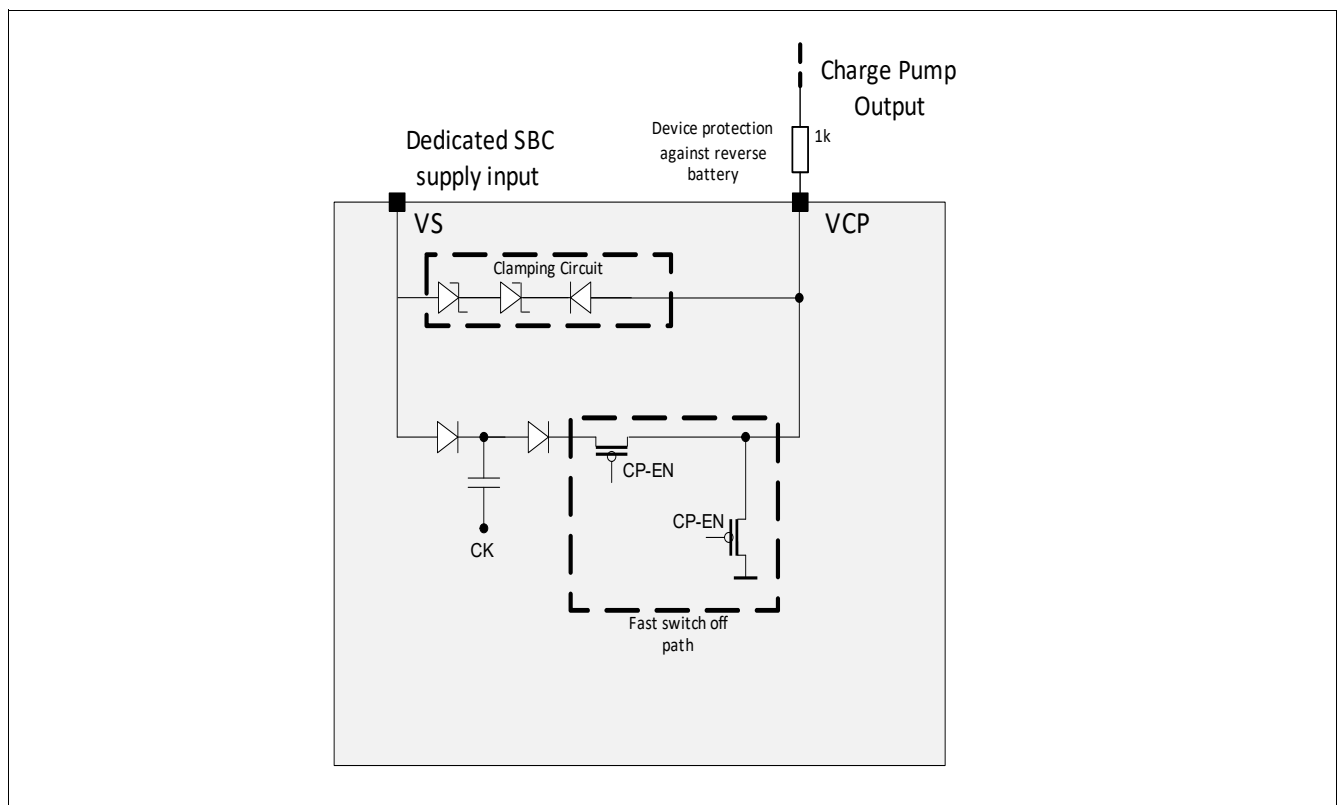 Charge Pump
Output
Device protection
against reverse
battery
1k
Dedicated SBC
supply input
VS
VCP
Clamping Circuit
CP-EN
CP-EN
CK
Fast switch off
path